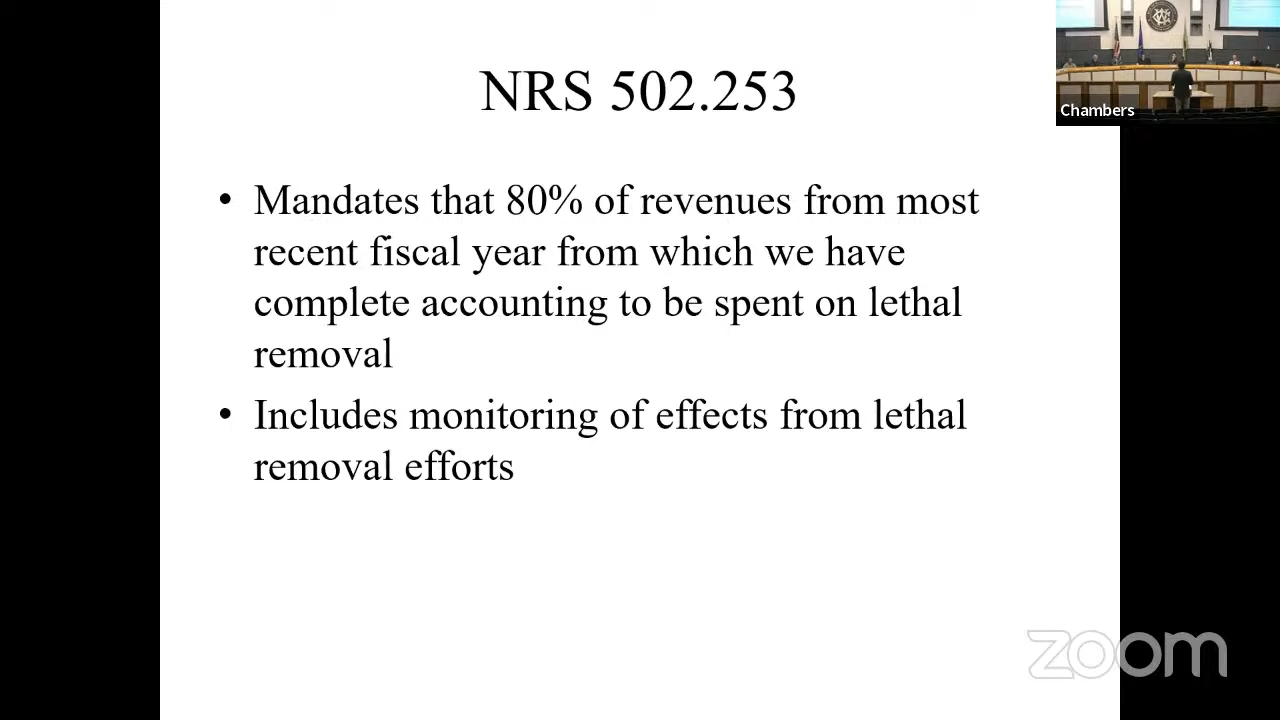 NRS 502.253
Chambers
• Mandates that 80% of revenues from most
recent fiscal year from which we have
complete accounting to be spent on lethal
removal
• Includes monitoring of effects from lethal
removal efforts
zoom